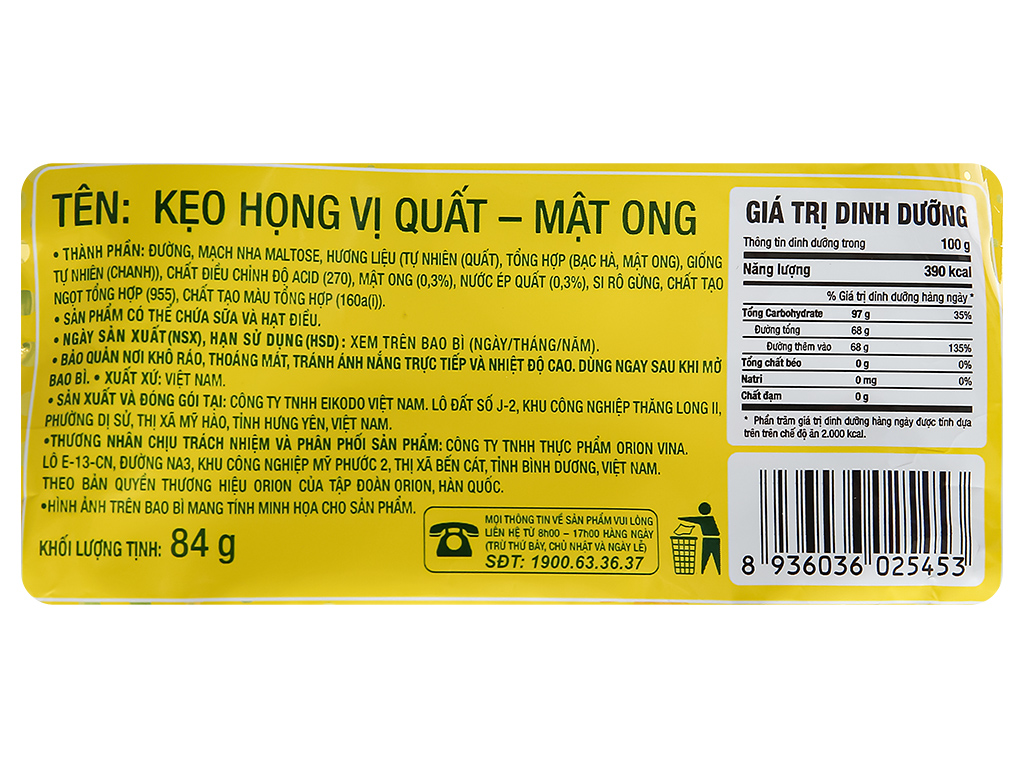 TÊN: KẸO HỌNG VỊ QUẤT – MẬT ONG
• THÀNH PHẦN: ĐƯỜNG, MẠCH NHA MALTOSE, HƯƠNG LIỆU (TỰ NHIÊN (QUẤT), TỔNG HỢP (BẠC HÀ, MẬT ONG), GIỐNG
TỰ NHIÊN (CHANH)), CHẤT ĐIỀU CHỈNH ĐỘ ACID (270), MẬT ONG (0,3%), NƯỚC ÉP QUẤT (0,3%), SI RÔ GỪNG, CHẤT TẠO
NGỌT TỔNG HỢP (955), CHẤT TẠO MÀU TỔNG HỢP (160a(i)).
• SẢN PHẨM CÓ THỂ CHỨA SỮA VÀ HẠT ĐIỀU.
• NGÀY SẢN XUẤT(NSX), HẠN SỬ DỤNG(HSD): XEM TRÊN BAO BÌ (NGÀY/THÁNG/NĂM).
• BẢO QUẢN NƠI KHÔ RÁO, THOÁNG MÁT, TRÁNH ÁNH NẮNG TRỰC TIẾP VÀ NHIỆT ĐỘ CAO. DÙNG NGAY SAU KHI MỞ
BAO BÌ. • XUẤT XỨ: VIỆT NAM.
• SẢN XUẤT VÀ ĐÓNG GÓI TẠI: CÔNG TY TNHH EIKODO VIỆT NAM. LÔ ĐẤT SỐ J-2, KHU CÔNG NGHIỆP THĂNG LONG II,
PHƯỜNG DỊ SỬ, THỊ XÃ MỸ HÀO, TỈNH HƯNG YÊN, VIỆT NAM.
•THƯƠNG NHÂN CHỊU TRÁCH NHIỆM VÀ PHÂN PHỐI SẢN PHẨM: CÔNG TY TNHH THỰC PHẨM ORION VINA.
LÔ E-13-CN, ĐƯỜNG NA3, KHU CÔNG NGHIỆP MỸ PHƯỚC 2, THỊ XÃ BẾN CÁT, TỈNH BÌNH DƯƠNG, VIỆT NAM.
THEO BẢN QUYỀN THƯƠNG HIỆU ORION CỦA TẬP ĐOÀN ORION, HÀN QUỐC.
•HÌNH ẢNH TRÊN BAO BÌ MANG TÍNH MINH HỌA CHO SẢN PHẨM.
KHỐI LƯỢNG TỊNH: 84 g
MỌI THÔNG TIN VỀ SẢN PHẨM VUI LÒNG
LIÊN HỆ TỪ 8h00 – 17h00 HÀNG NGÀY
(TRỪ THỨ BẢY, CHỦ NHẬT VÀ NGÀY LỄ)
SĐT: 1900.63.36.37
GIÁ TRỊ DINH DƯỠNG
Thông tin dinh dưỡng trong 100 g
Năng lượng 390 kcal
% Giá trị dinh dưỡng hàng ngày *
Tổng Carbohydrate 97 g 35%
Đường tổng 68 g
Đường thêm vào 68 g 135%
Tổng chất béo 0 g 0%
Natri 0 mg 0%
Chất đạm 0 g
* Phần trăm giá trị dinh dưỡng hàng ngày được tính dựa
trên trên chế độ ăn 2.000 kcal.
8 936036 025453